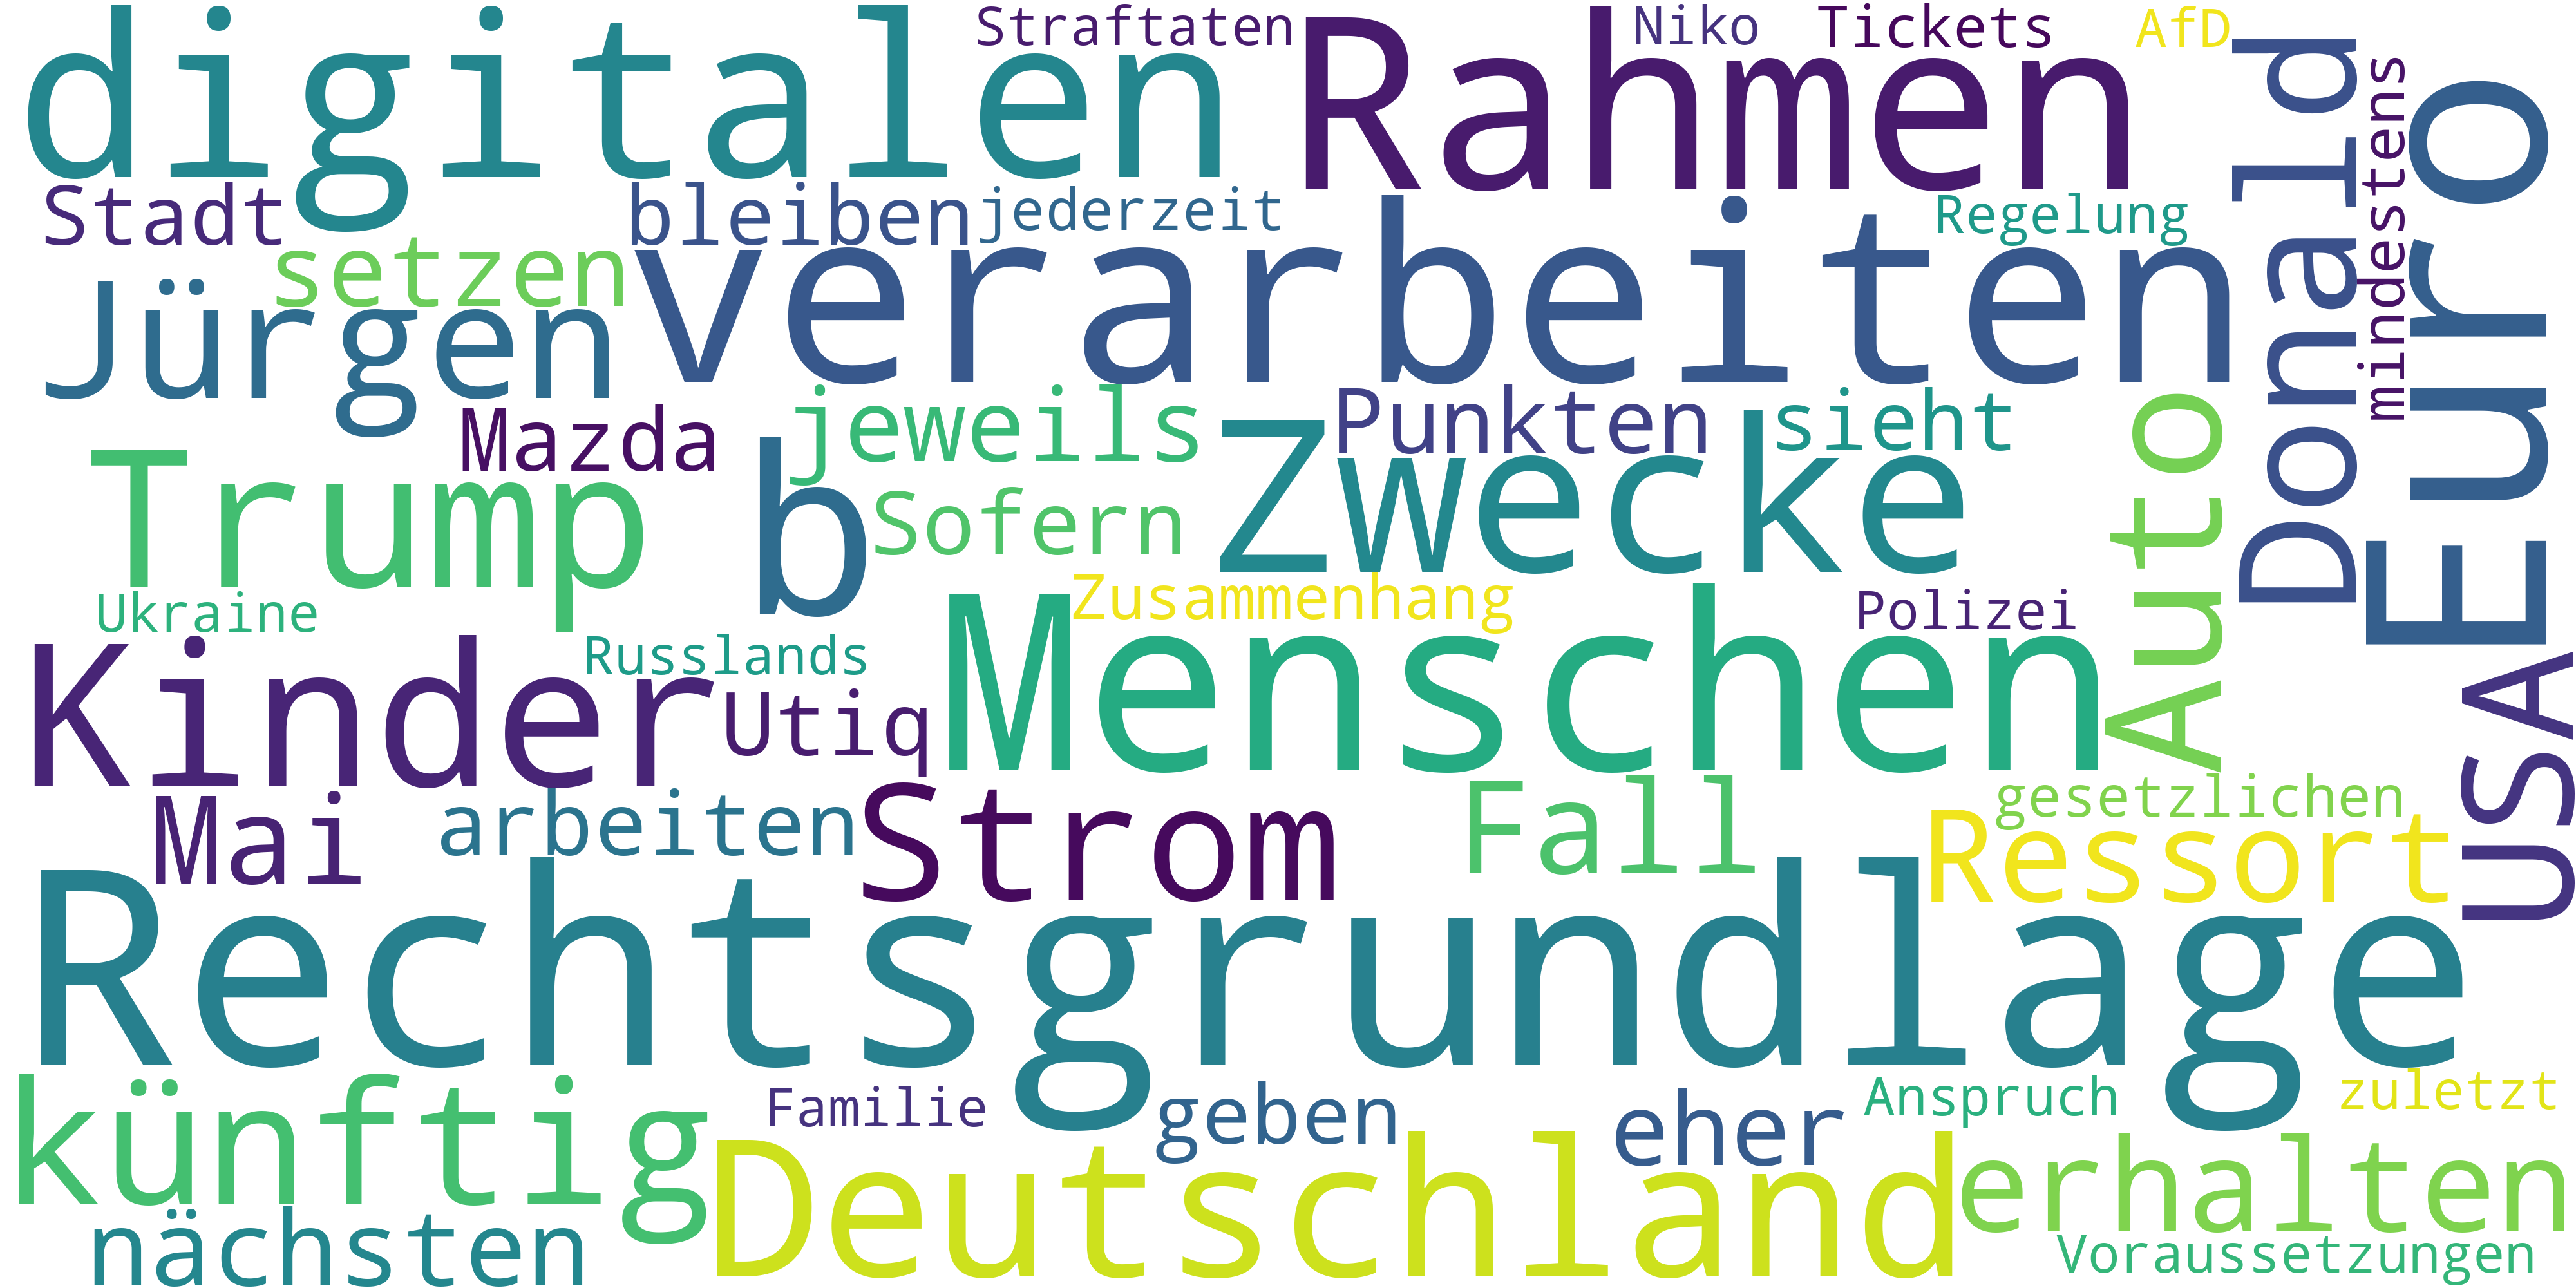 digitalen
Straftaten
Rahmen
Niko
Tickets
AfD
Donald
mindestens
Euro
Stadt
bleiben
jederzeit
Regelung
setzen
verarbeiten
Jürgen
Mazda
jeweils
Punkten
sieht
Auto
Trump
b
Sofern
Zwecke
Ukraine
Zusammenhang
Polizei
Russlands
Kinder
Utiq
Menschen
USA
Mai
arbeiten
Strom
Fall
gesetzlichen
Ressort
Rechtsgrundlage
künftig
Familie
geben
eher
Anspruch
zuletzt
nächsten
Deutschland
erhalten
Voraussetzungen